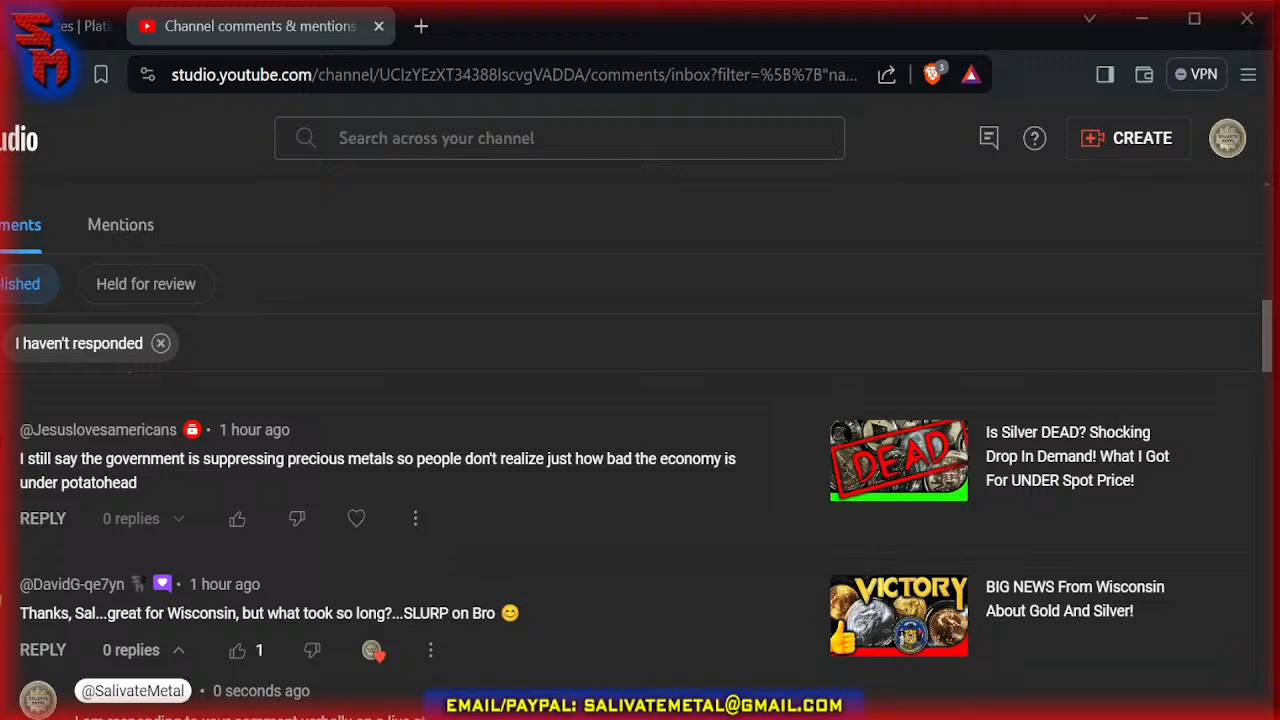 SM
ces | Plati
Channel comments & mentions
studio.youtube.com/channel/UCIzYEzXT34388IscvgVADDA/comments/inbox?filter=%5B%7B"na...
3
VPN
udio
Search across your channel
CREATE
ments
Mentions
lished
Held for review
I haven't responded
@Jesuslovesamericans • 1 hour ago
I still say the government is suppressing precious metals so people don't realize just how bad the economy is
under potatohead
REPLY 0 replies
DEAD
Is Silver DEAD? Shocking
Drop In Demand! What I Got
For UNDER Spot Price!
@DavidG-qe7yn • 1 hour ago
Thanks, Sal...great for Wisconsin, but what took so long?...SLURP on Bro 😊
REPLY 0 replies 1
VICTORY
BIG NEWS From Wisconsin
About Gold And Silver!
@SalivateMetal • 0 seconds ago
EMAIL/PAYPAL: SALIVATEMETAL@GMAIL.COM